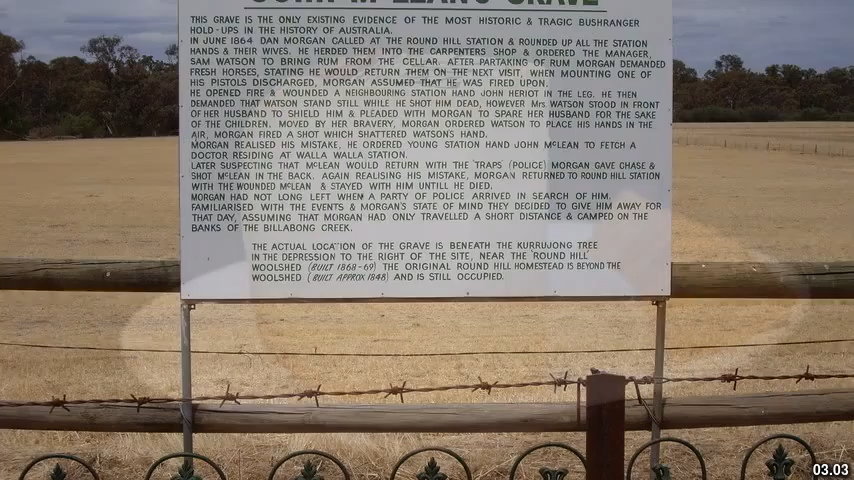 THIS GRAVE IS THE ONLY EXISTING EVIDENCE OF THE MOST HISTORIC & TRAGIC BUSHRANGER
HOLD-UPS IN THE HISTORY OF AUSTRALIA.
IN JUNE 1864 DAN MORGAN CALLED AT THE ROUND HILL STATION & ROUNDED UP ALL THE STATION
HANDS & THEIR WIVES. HE HERDED THEM INTO THE CARPENTERS SHOP & ORDERED THE MANAGER,
SAM WATSON TO BRING RUM FROM THE CELLAR. AFTER PARTAKING OF RUM MORGAN DEMANDED
FRESH HORSES, STATING HE WOULD RETURN THEM ON THE NEXT VISIT, WHEN MOUNTING ONE OF
HIS PISTOLS DISCHARGED, MORGAN ASSUMED THAT HE WAS FIRED UPON.
HE OPENED FIRE & WOUNDED A NEIGHBOURING STATION HAND JOHN HERIOT IN THE LEG. HE THEN
DEMANDED THAT WATSON STAND STILL WHILE HE SHOT HIM DEAD, HOWEVER Mrs. WATSON STOOD IN FRONT
OF HER HUSBAND TO SHIELD HIM & PLEADED WITH MORGAN TO SPARE HER HUSBAND FOR THE SAKE
OF THE CHILDREN. MOVED BY HER BRAVERY, MORGAN ORDERED WATSON TO PLACE HIS HANDS IN THE
AIR, MORGAN FIRED A SHOT WHICH SHATTERED WATSON'S HAND.
MORGAN REALISED HIS MISTAKE, HE ORDERED YOUNG STATION HAND JOHN McLEAN TO FETCH A
DOCTOR RESIDING AT WALLA WALLA STATION.
LATER SUSPECTING THAT McLEAN WOULD RETURN WITH THE 'TRAPS' (POLICE) MORGAN GAVE CHASE &
SHOT McLEAN IN THE BACK. AGAIN REALISING HIS MISTAKE, MORGAN RETURNED TO ROUND HILL STATION
WITH THE WOUNDED McLEAN & STAYED WITH HIM UNTILL HE DIED.
MORGAN HAD NOT LONG LEFT WHEN A PARTY OF POLICE ARRIVED IN SEARCH OF HIM.
FAMILIARISED WITH THE EVENTS & MORGAN'S STATE OF MIND THEY DECIDED TO GIVE HIM AWAY FOR
THAT DAY, ASSUMING THAT MORGAN HAD ONLY TRAVELLED A SHORT DISTANCE & CAMPED ON THE
BANKS OF THE BILLABONG CREEK.
THE ACTUAL LOCATION OF THE GRAVE IS BENEATH THE KURRUJONG TREE
IN THE DEPRESSION TO THE RIGHT OF THE SITE, NEAR THE 'ROUND HILL'
WOOLSHED (BUILT 1868-69) THE ORIGINAL ROUND HILL HOMESTEAD IS BEYOND THE
WOOLSHED (BUILT APPROX 1848) AND IS STILL OCCUPIED.
03.03